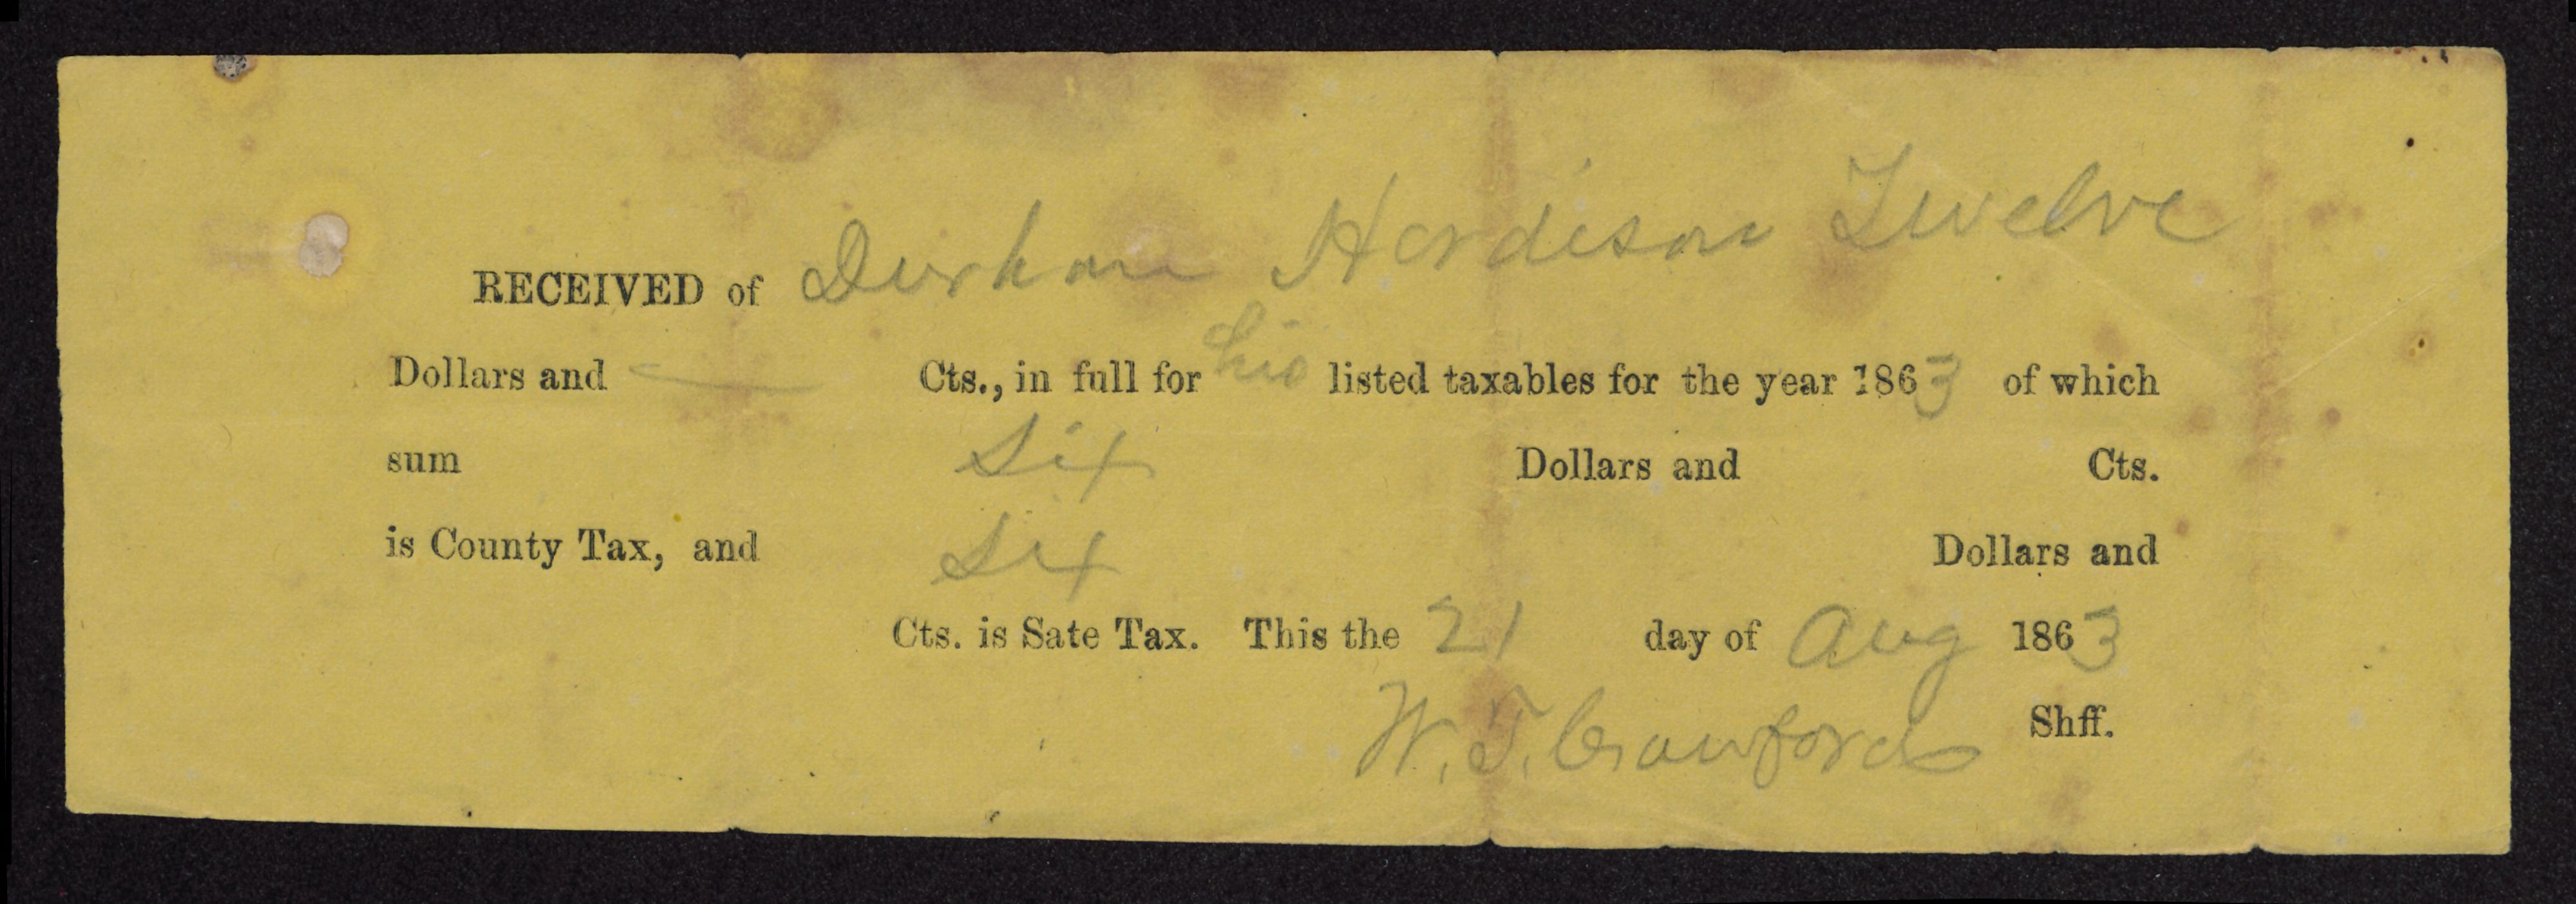 RECEIVED of Durham Hardison Twelve
Dollars and — Cts., in full for his listed taxables for the year 1863 of which
sum Six Dollars and Cts.
is County Tax, and Six Dollars and
Cts. is Sate Tax. This the 21 day of Aug 1863
W. T. Crawford Shff.